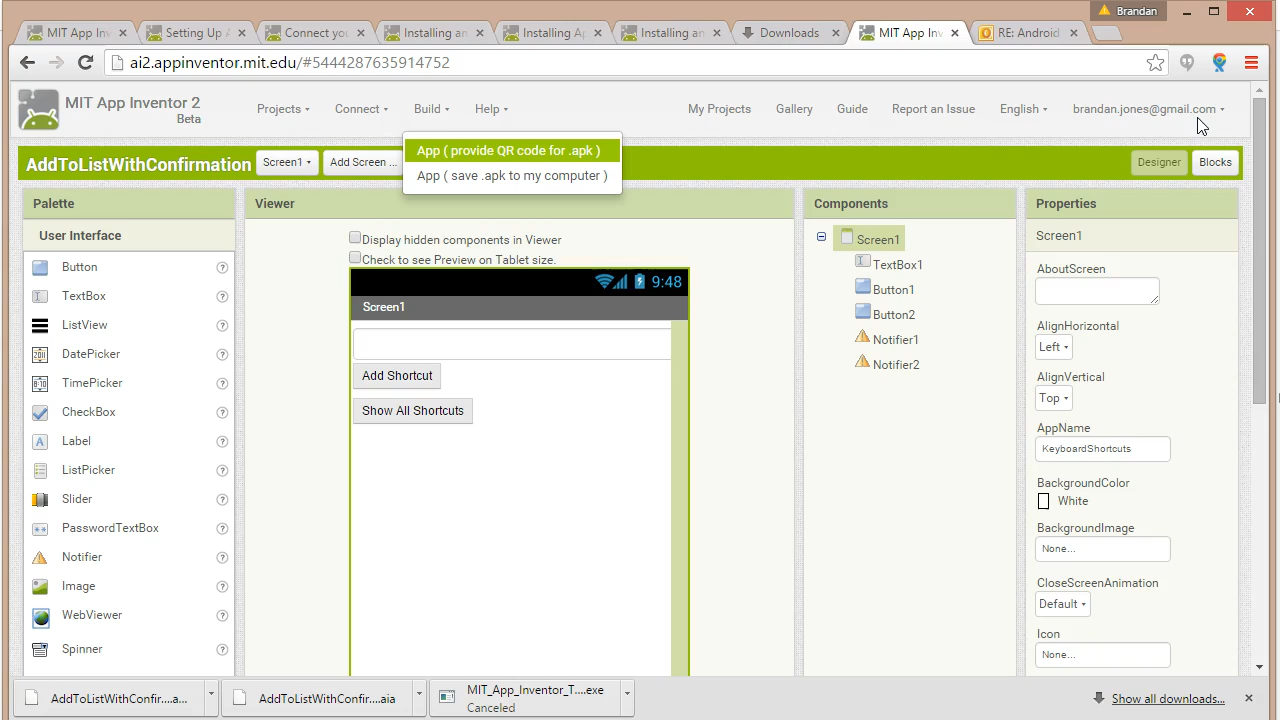 Brandan
MIT App Inv
Setting Up A
Connect you
Installing an
Installing Ap
Installing an
Downloads
MIT App Inv
RE: Android
ai2.appinventor.mit.edu/#5444287635914752
MIT App Inventor 2
Beta
Projects
Connect
Build
Help
My Projects
Gallery
Guide
Report an Issue
English
brandan.jones@gmail.com
App ( provide QR code for .apk )
App ( save .apk to my computer )
AddToListWithConfirmation
Screen1
Add Screen ...
Designer
Blocks
Palette
User Interface
Button
TextBox
ListView
DatePicker
TimePicker
CheckBox
Label
ListPicker
Slider
PasswordTextBox
Notifier
Image
WebViewer
Spinner
Viewer
Display hidden components in Viewer
Check to see Preview on Tablet size.
9:48
Screen1
Add Shortcut
Show All Shortcuts
Components
Screen1
TextBox1
Button1
Button2
Notifier1
Notifier2
Properties
Screen1
AboutScreen
AlignHorizontal
Left
AlignVertical
Top
AppName
KeyboardShortcuts
BackgroundColor
White
BackgroundImage
None...
CloseScreenAnimation
Default
Icon
None...
AddToListWithConfir....a...
AddToListWithConfir....aia
MIT_App_Inventor_T....exe
Canceled
Show all downloads...